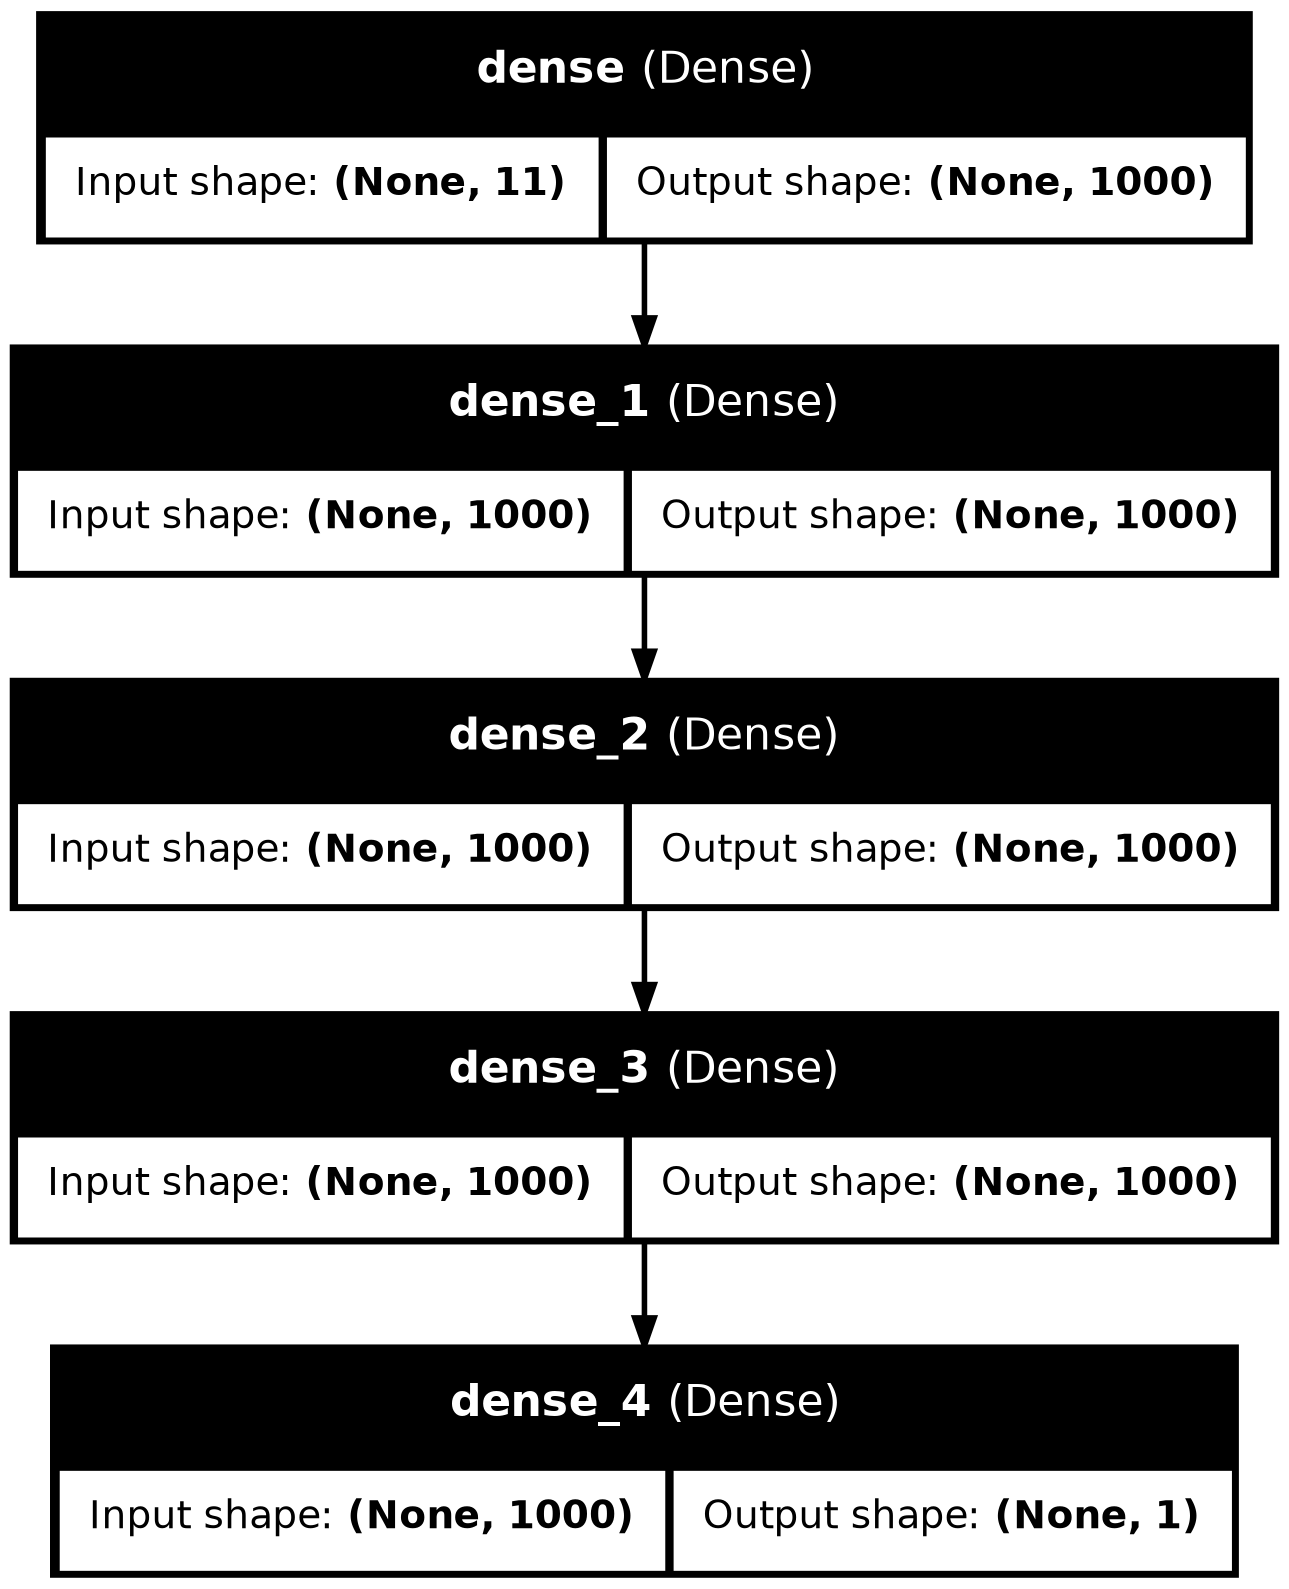 dense (Dense)
Input shape: (None, 11) Output shape: (None, 1000)
dense_1 (Dense)
Input shape: (None, 1000) Output shape: (None, 1000)
dense_2 (Dense)
Input shape: (None, 1000) Output shape: (None, 1000)
dense_3 (Dense)
Input shape: (None, 1000) Output shape: (None, 1000)
dense_4 (Dense)
Input shape: (None, 1000) Output shape: (None, 1)